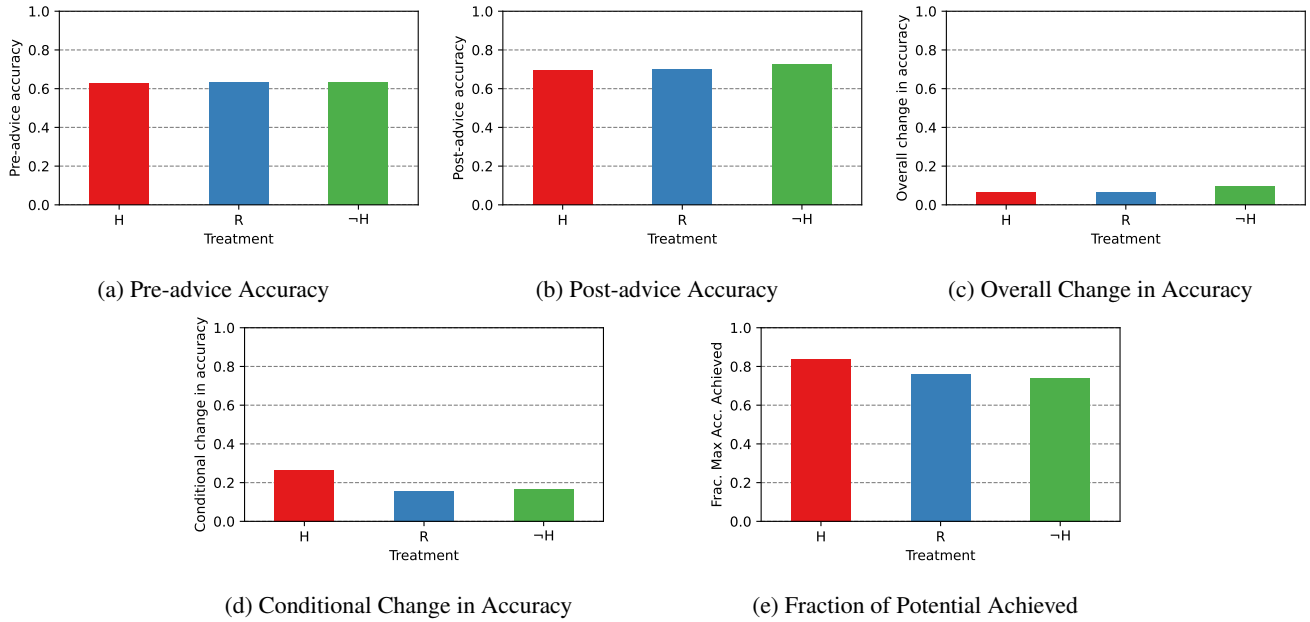 1.0
0.8
0.6
0.4
0.2
0.0
Pre-advice accuracy
H R ¬H
Treatment
(a) Pre-advice Accuracy
1.0
0.8
0.6
0.4
0.2
0.0
Post-advice accuracy
H R ¬H
Treatment
(b) Post-advice Accuracy
1.0
0.8
0.6
0.4
0.2
0.0
Overall change in accuracy
H R ¬H
Treatment
(c) Overall Change in Accuracy
1.0
0.8
0.6
0.4
0.2
0.0
Conditional change in accuracy
H R ¬H
Treatment
(d) Conditional Change in Accuracy
1.0
0.8
0.6
0.4
0.2
0.0
Frac. Max Acc. Achieved
H R ¬H
Treatment
(e) Fraction of Potential Achieved